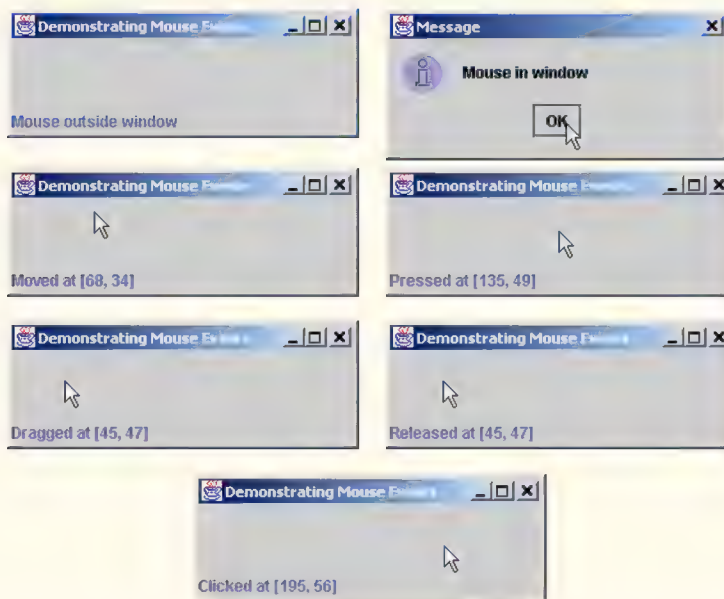 Demonstrating Mouse
Mouse outside window
Message
Mouse in window
OK
Demonstrating Mouse
Moved at [68, 34]
Demonstrating Mouse
Pressed at [135, 49]
Demonstrating Mouse
Dragged at [45, 47]
Demonstrating Mouse
Released at [45, 47]
Demonstrating Mouse
Clicked at [195, 56]